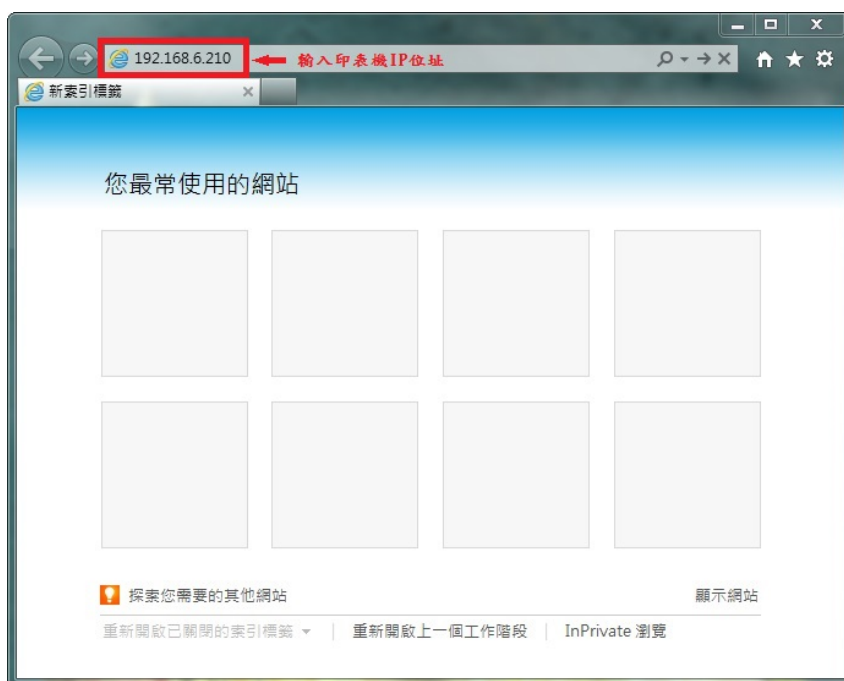 192.168.6.210 輸入印表機IP位址
新索引標籤
您最常使用的網站
探索您需要的其他網站 顯示網站
重新開啟已關閉的索引標籤 重新開啟上一個工作階段 InPrivate 瀏覽